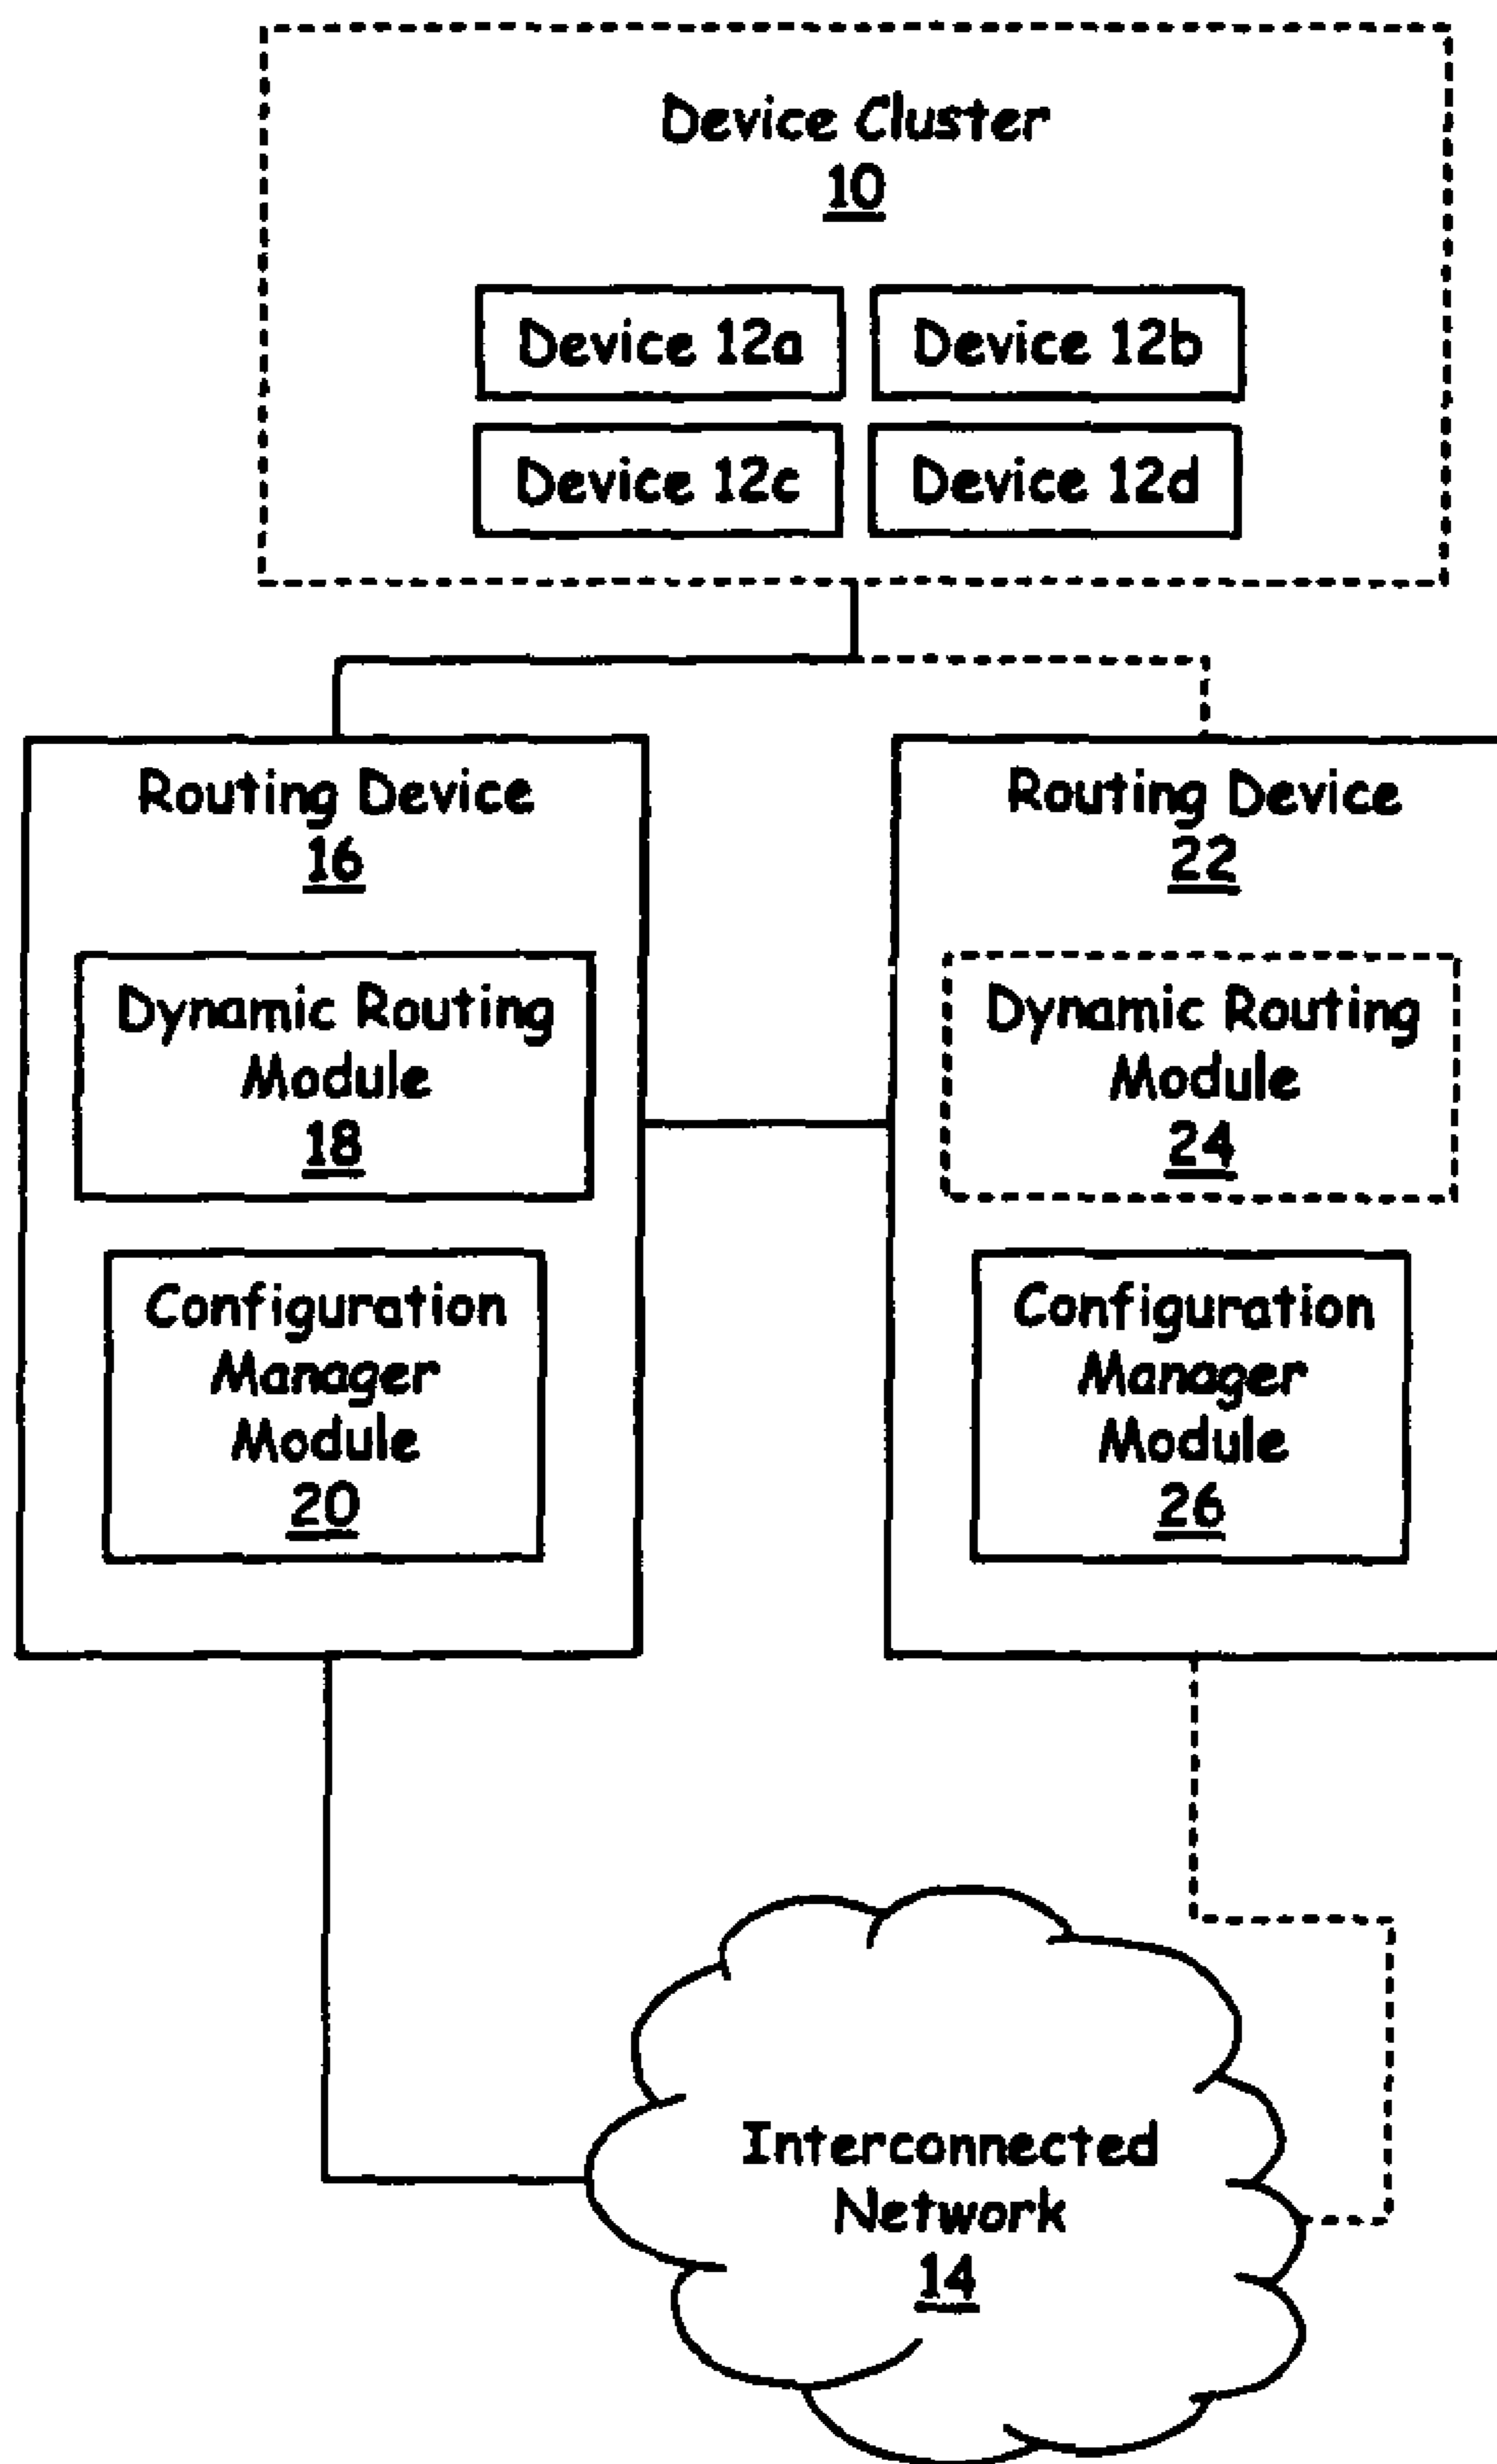 Device Cluster
10
Device 12a
Device 12b
Device 12c
Device 12d
Routing Device
16
Dynamic Routing
Module
18
Configuration
Manager
Module
20
Routing Device
22
Dynamic Routing
Module
24
Configuration
Manager
Module
26
Interconnected
Network
14